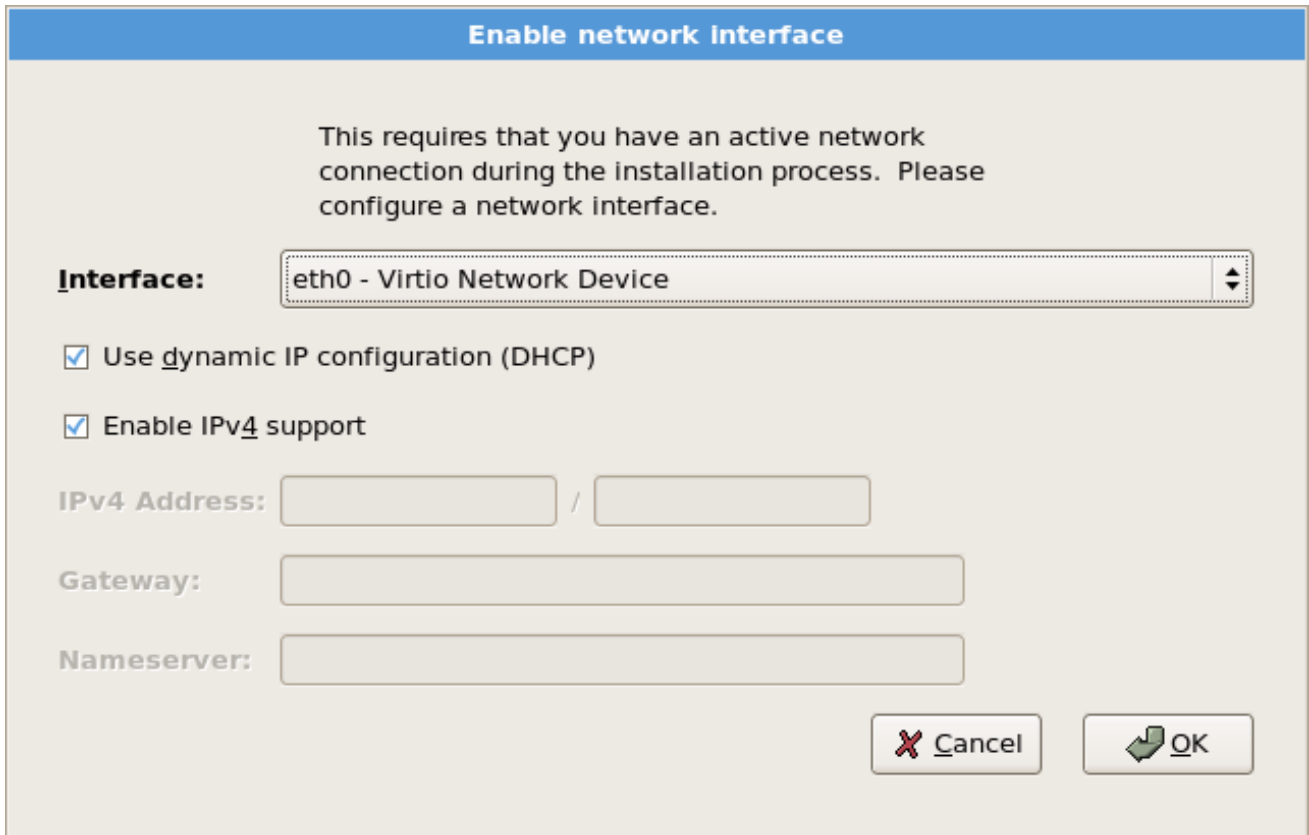 Enable network interface
This requires that you have an active network
connection during the installation process.  Please
configure a network interface.
Interface: eth0 - Virtio Network Device
Use dynamic IP configuration (DHCP)
Enable IPv4 support
IPv4 Address: /
Gateway:
Nameserver:
Cancel OK